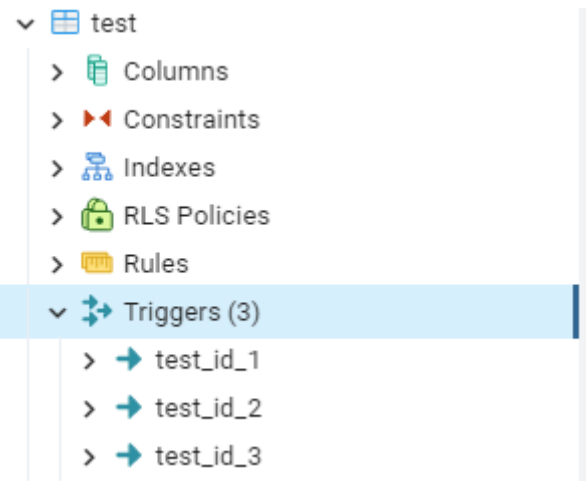 test
Columns
Constraints
Indexes
RLS Policies
Rules
Triggers (3)
test_id_1
test_id_2
test_id_3